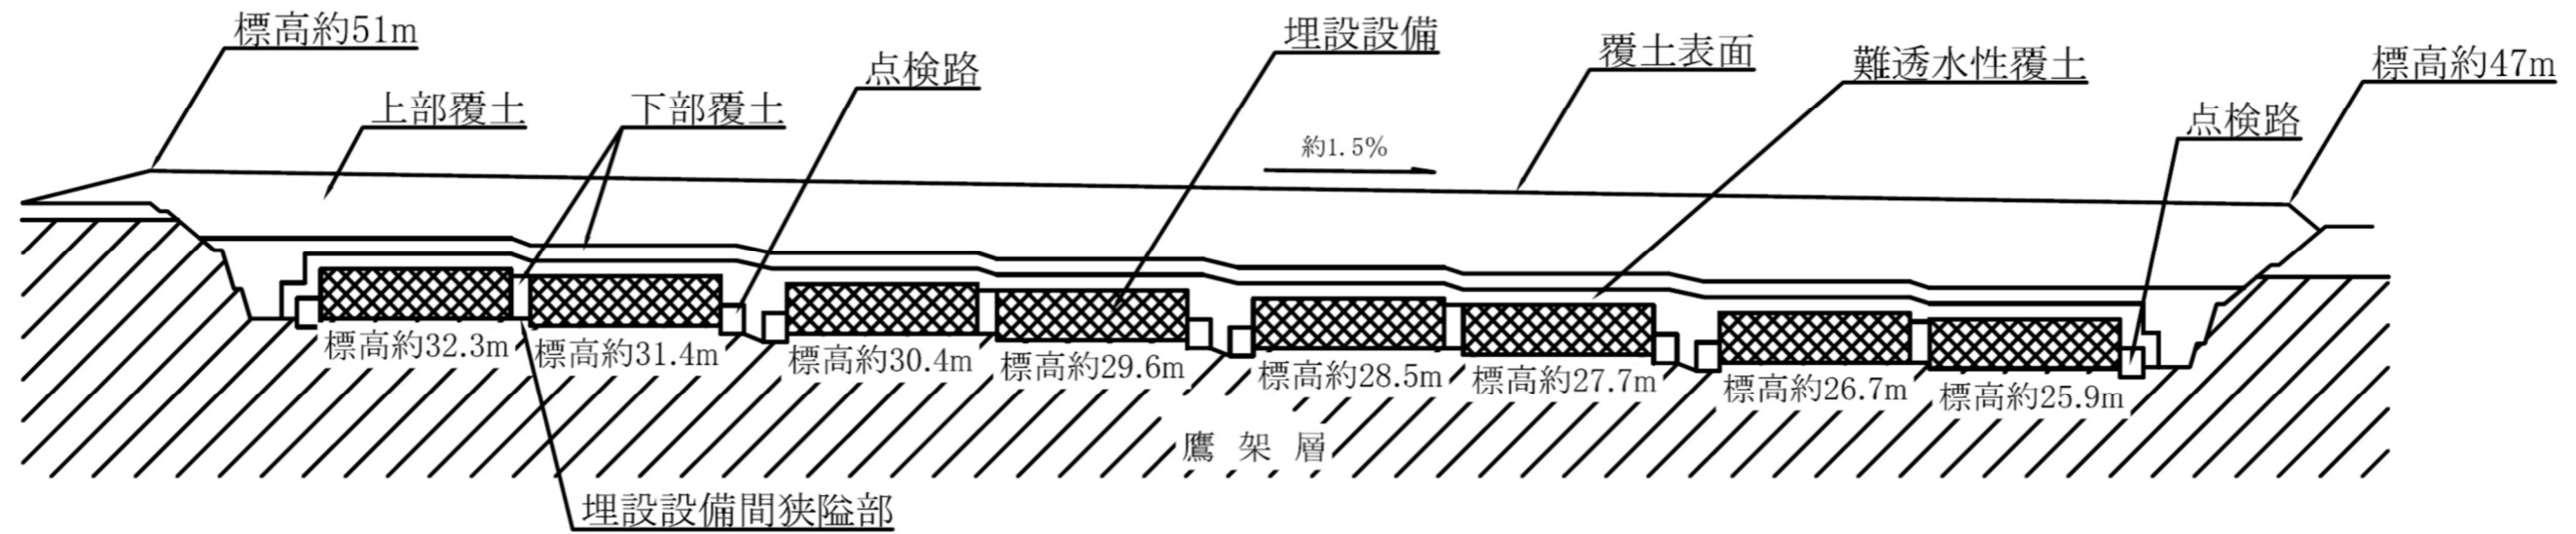 標高約51m
上部覆土
下部覆土
点検路
埋設設備
覆土表面
難透水性覆土
標高約47m
点検路
約1.5%
標高約32.3m
標高約31.4m
標高約30.4m
標高約29.6m
標高約28.5m
標高約27.7m
標高約26.7m
標高約25.9m
鷹架層
埋設設備間狭隘部